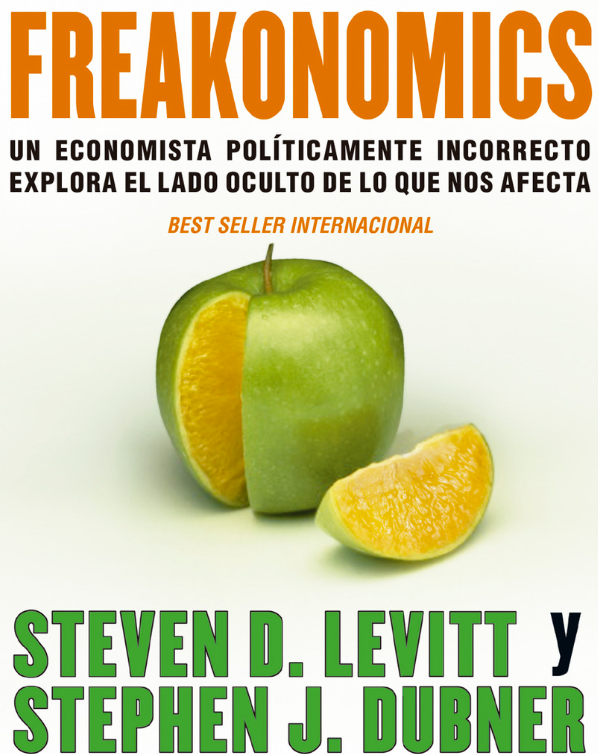 FREAKONOMICS
UN ECONOMISTA POLÍTICAMENTE INCORRECTO
EXPLORA EL LADO OCULTO DE LO QUE NOS AFECTA
BEST SELLER INTERNACIONAL
STEVEN D. LEVITT y
STEPHEN J. DUBNER